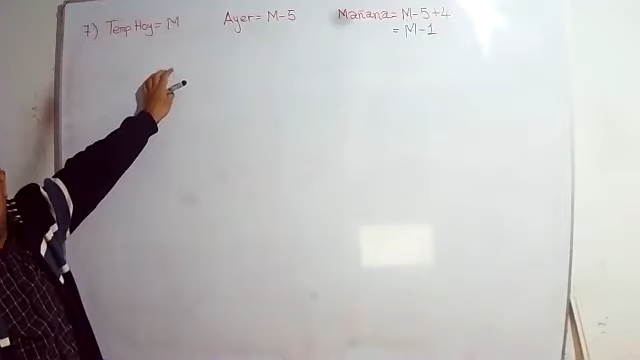 7) Temp Hoy = M Ayer = M-5 Mañana = M-5+4
= M-1